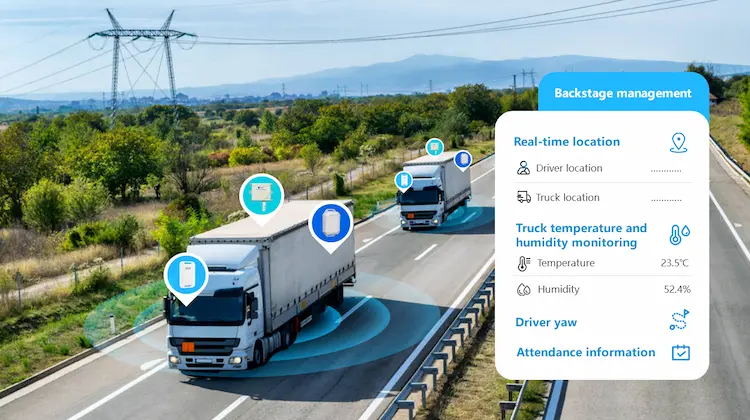 Backstage management
Real-time location
Driver location ............
Truck location ............
Truck temperature and
humidity monitoring
Temperature 23.5℃
Humidity 52.4%
Driver yaw
Attendance information